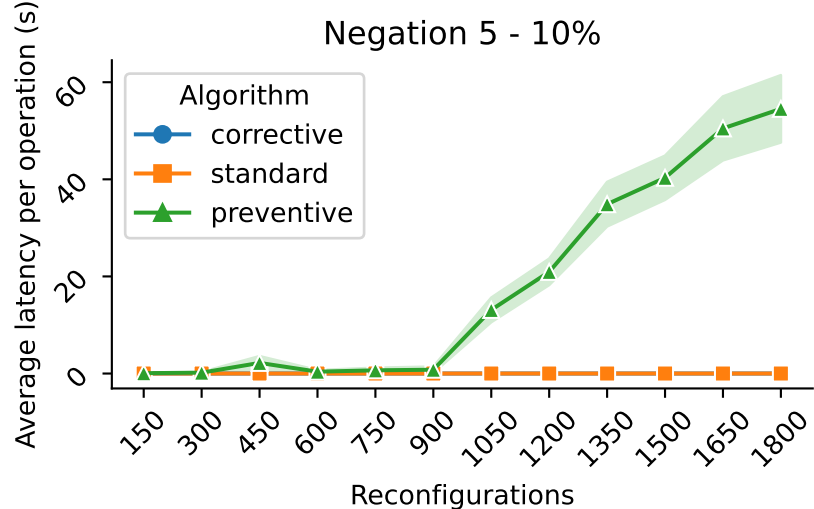 Negation 5 - 10%
Average latency per operation (s)
60
40
20
0
Algorithm
corrective
standard
preventive
150
300
450
600
750
900
1050
1200
1350
1500
1650
1800
Reconfigurations